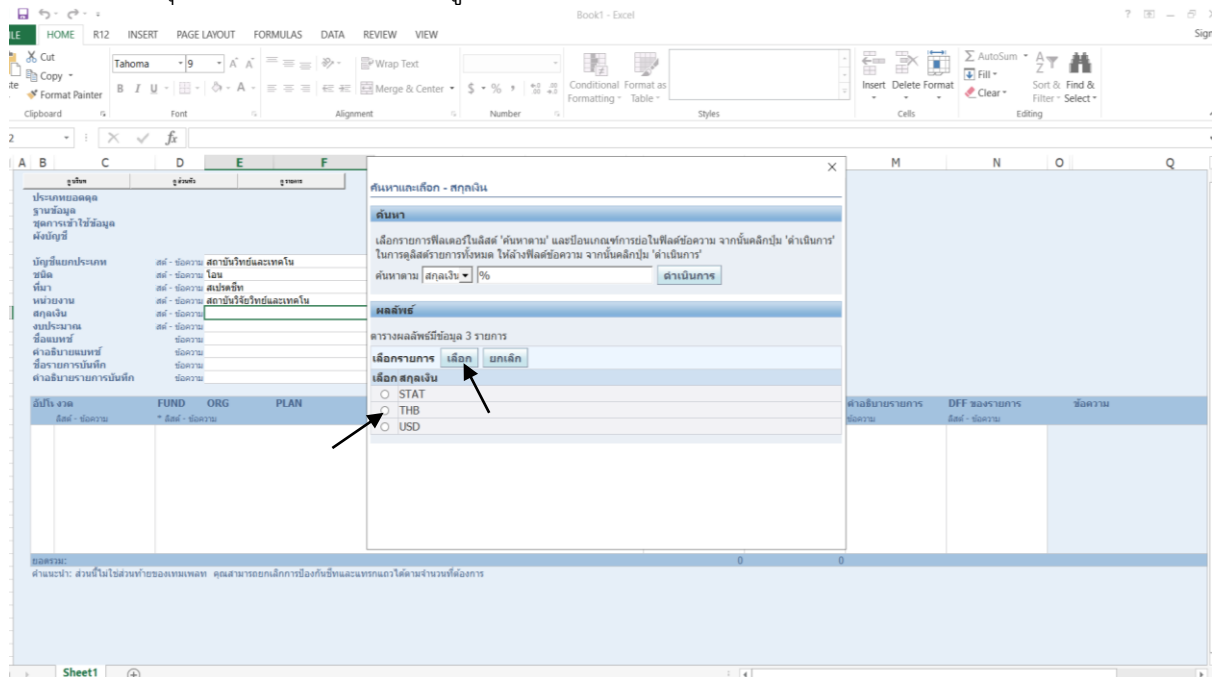 Book1 - Excel
HOME R12 INSERT PAGE LAYOUT FORMULAS DATA REVIEW VIEW
Cut
Copy
Format Painter
Clipboard
Tahoma 9
B I U
Font
Wrap Text
Merge & Center
Alignment
$ - % ,
Number
Conditional Formatting
Format as Table
Styles
Insert Delete Format
Cells
AutoSum
Fill
Clear
Sort & Filter
Find & Select
Editing
fx
A B C D E F M N O Q
ประเภทยอดดุล
ฐานข้อมูล
ชุดการเข้าใช้ข้อมูล
ผังบัญชี
บัญชีแยกประเภท ลิสต์ - ข้อความ สถาบันวิทย์และเทคโน
ชนิด ลิสต์ - ข้อความ โอน
ที่มา ลิสต์ - ข้อความ สเปรดชีท
หน่วยงาน ลิสต์ - ข้อความ สถาบันวิจัยวิทย์และเทคโน
สกุลเงิน ลิสต์ - ข้อความ
งบประมาณ ลิสต์ - ข้อความ
ชื่อแบทช์ ข้อความ
คำอธิบายแบทช์ ข้อความ
ชื่อรายการบันทึก ข้อความ
คำอธิบายรายการบันทึก ข้อความ
อัปโ งวด FUND ORG PLAN
ลิสต์ - ข้อความ * ลิสต์ - ข้อความ
ค้นหาและเลือก - สกุลเงิน
ค้นหา
เลือกรายการฟิลเตอร์ในลิสต์ 'ค้นหาตาม' และป้อนเกณฑ์การย่อในฟิลด์ข้อความ จากนั้นคลิกปุ่ม 'ดำเนินการ'
ในการดูลิสต์รายการทั้งหมด ให้ล้างฟิลด์ข้อความ จากนั้นคลิกปุ่ม 'ดำเนินการ'
ค้นหาตาม สกุลเงิน % ดำเนินการ
ผลลัพธ์
ตารางผลลัพธ์มีข้อมูล 3 รายการ
เลือกรายการ เลือก ยกเลิก
เลือก สกุลเงิน
STAT
THB
USD
คำอธิบายรายการ DFF ของรายการ ข้อความ
ข้อความ ลิสต์ - ข้อความ
ยอดรวม: 0 0
คำแนะนำ: ส่วนนี้ไม่ใช่ส่วนท้ายของเทมเพลท คุณสามารถยกเลิกการป้องกันชีทและแทรกแถวได้ตามจำนวนที่ต้องการ
Sheet1